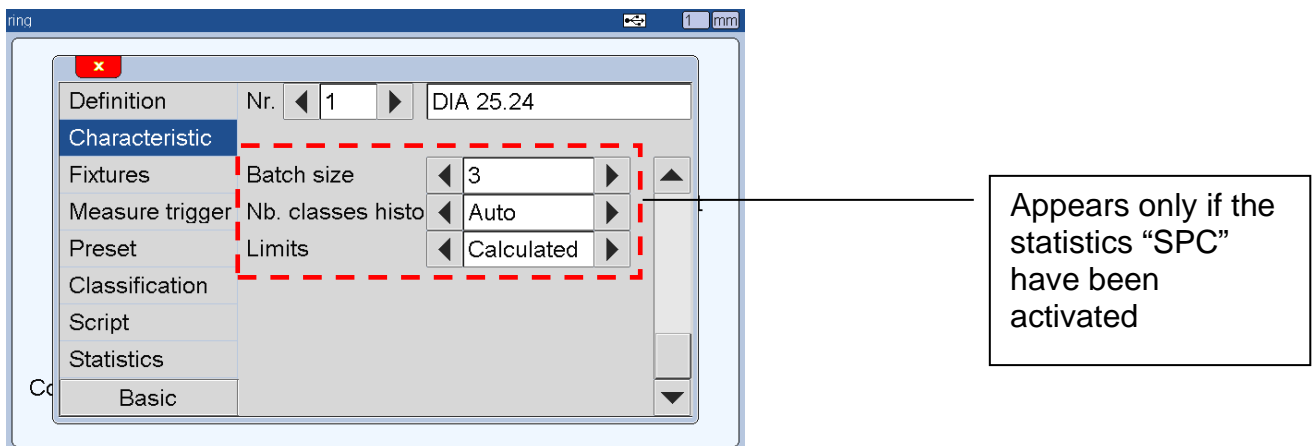 ring
1 mm
x
Definition Nr. 1 DIA 25.24
Characteristic
Fixtures Batch size 3
Measure trigger Nb. classes histo Auto
Preset Limits Calculated
Classification
Script
Statistics
Basic
Appears only if the
statistics “SPC”
have been
activated